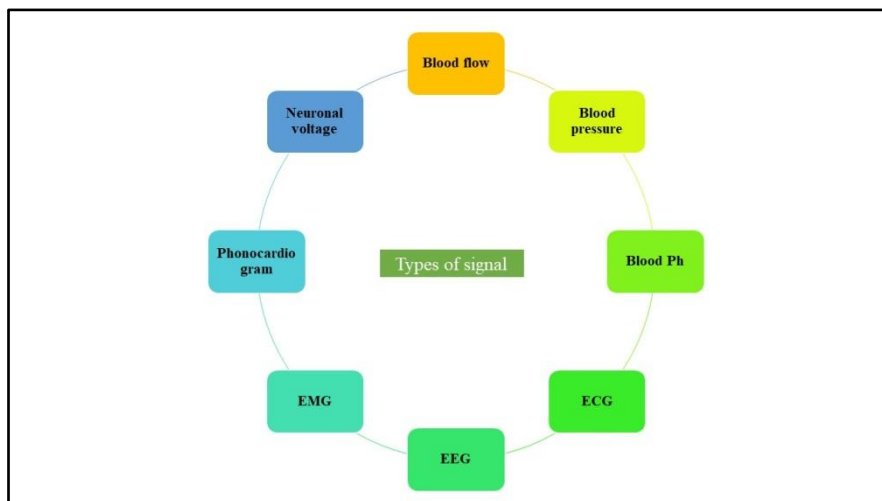 Blood flow
Blood
pressure
Blood Ph
ECG
EEG
EMG
Phonocardio
gram
Neuronal
voltage
Types of signal